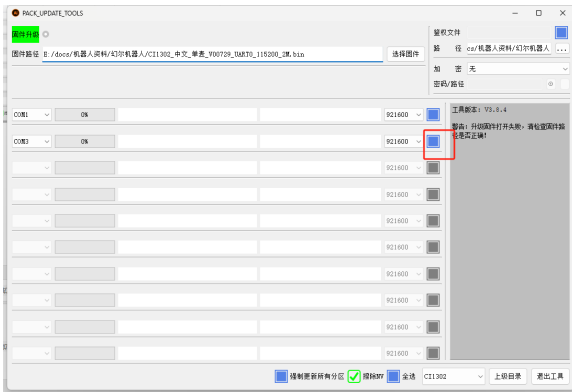 PACK_UPDATE_TOOLS
固件升级
固件路径 E:/docs/机器人资料/幻尔机器人/CI1302_中文_单麦_V00729_UART0_115200_2M.bin 选择固件
鉴权文件
路 径 cs/机器人资料/幻尔机器人 ...
加 密 无
密码/路径
COM1 0% 921600
COM3 0% 921600
921600
921600
921600
921600
921600
921600
921600
921600
工具版本: V3.8.4
警告: 升级固件打开失败, 请检查固件路
径是否正确!
强制更新所有分区 擦除NV 全选 CI1302 上级目录 退出工具